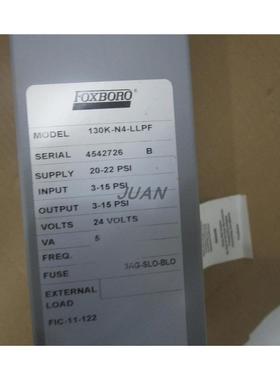 FOXBORO®
MODEL 130K-N4-LLPF
SERIAL 4542726 B
SUPPLY 20-22 PSI
INPUT 3-15 PSI
JUAN
OUTPUT 3-15 PSI
VOLTS 24 VOLTS
VA 5
FREQ.
FUSE 3AG-SLO-BLO
EXTERNAL
LOAD
FIC-11-122